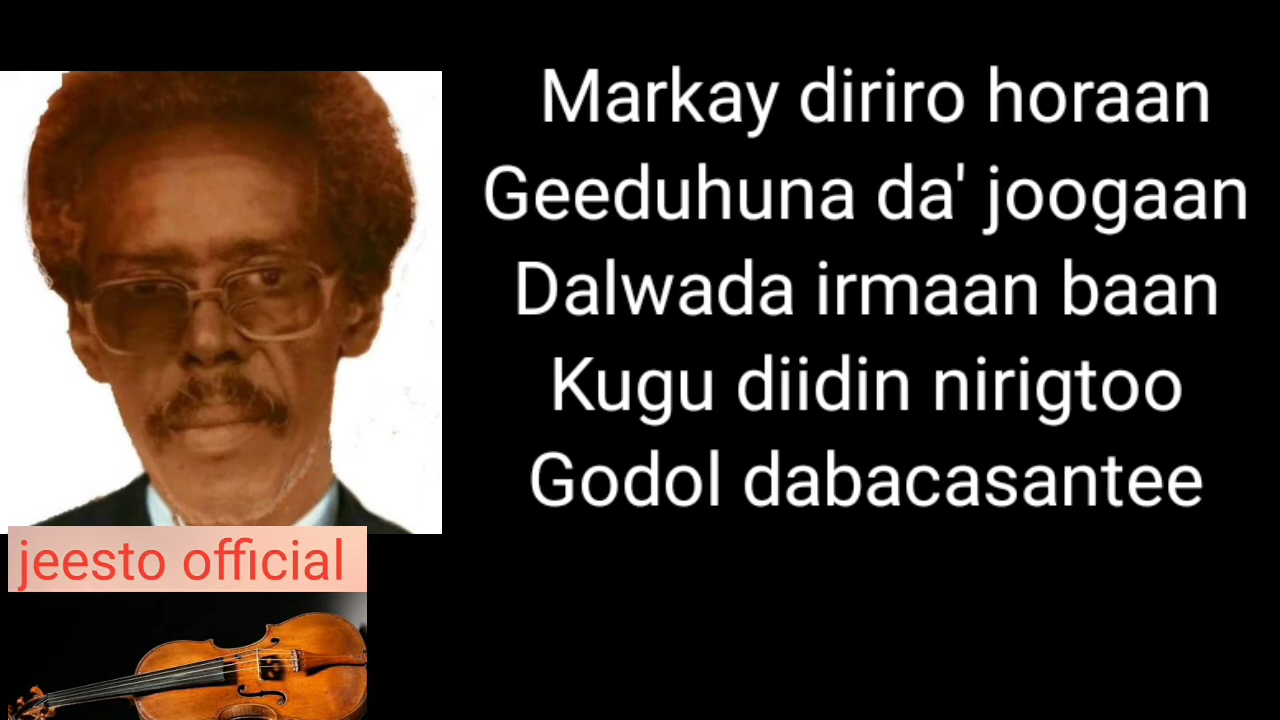 Markay diriro horaan
Geeduhuna da' joogaan
Dalwada irmaan baan
Kugu diidin nirigtoo
Godol dabacasantee
jeesto official